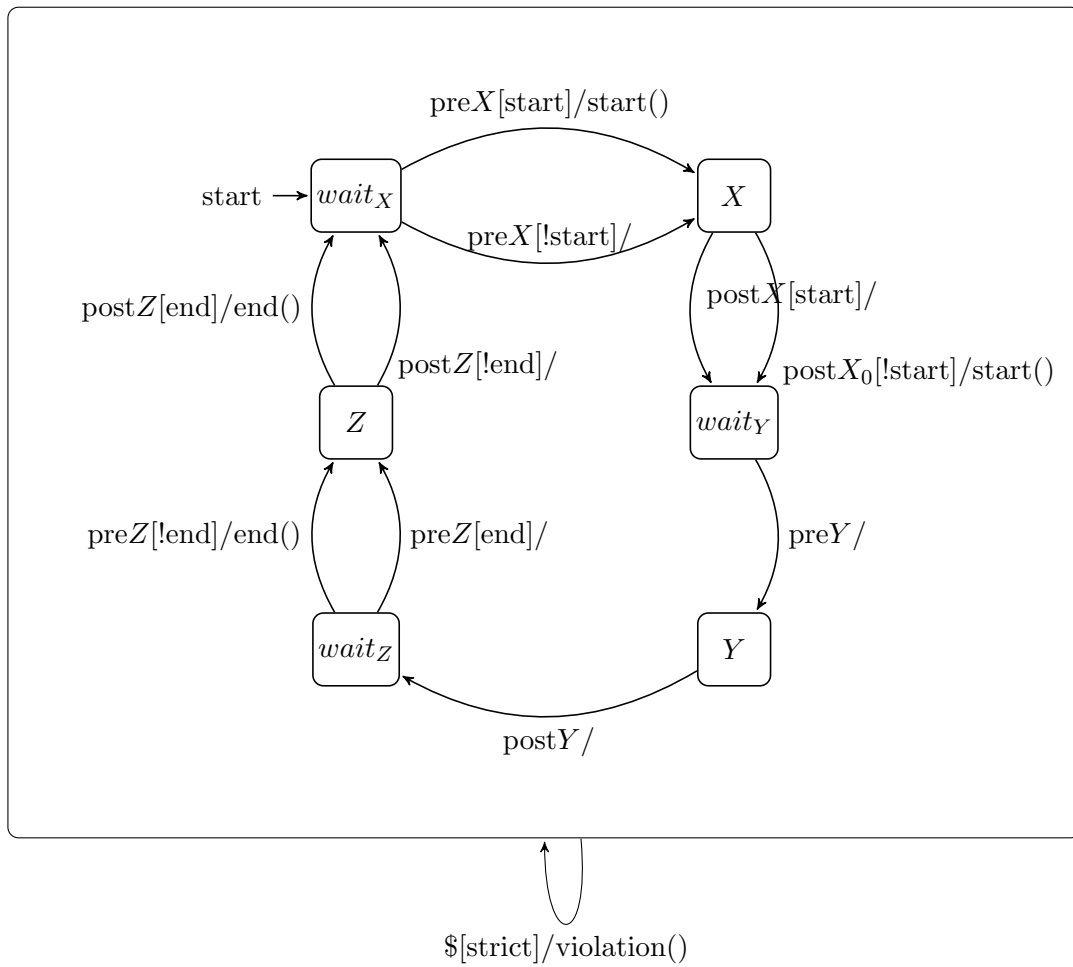 preX[start]/start()
start
wait_X
X
preX[!start]/
postZ[end]/end()
postX[start]/
postZ[!end]/
postX_0[!start]/start()
Z
wait_Y
preZ[!end]/end()
preZ[end]/
preY/
wait_Z
Y
postY/
$[strict]/violation()